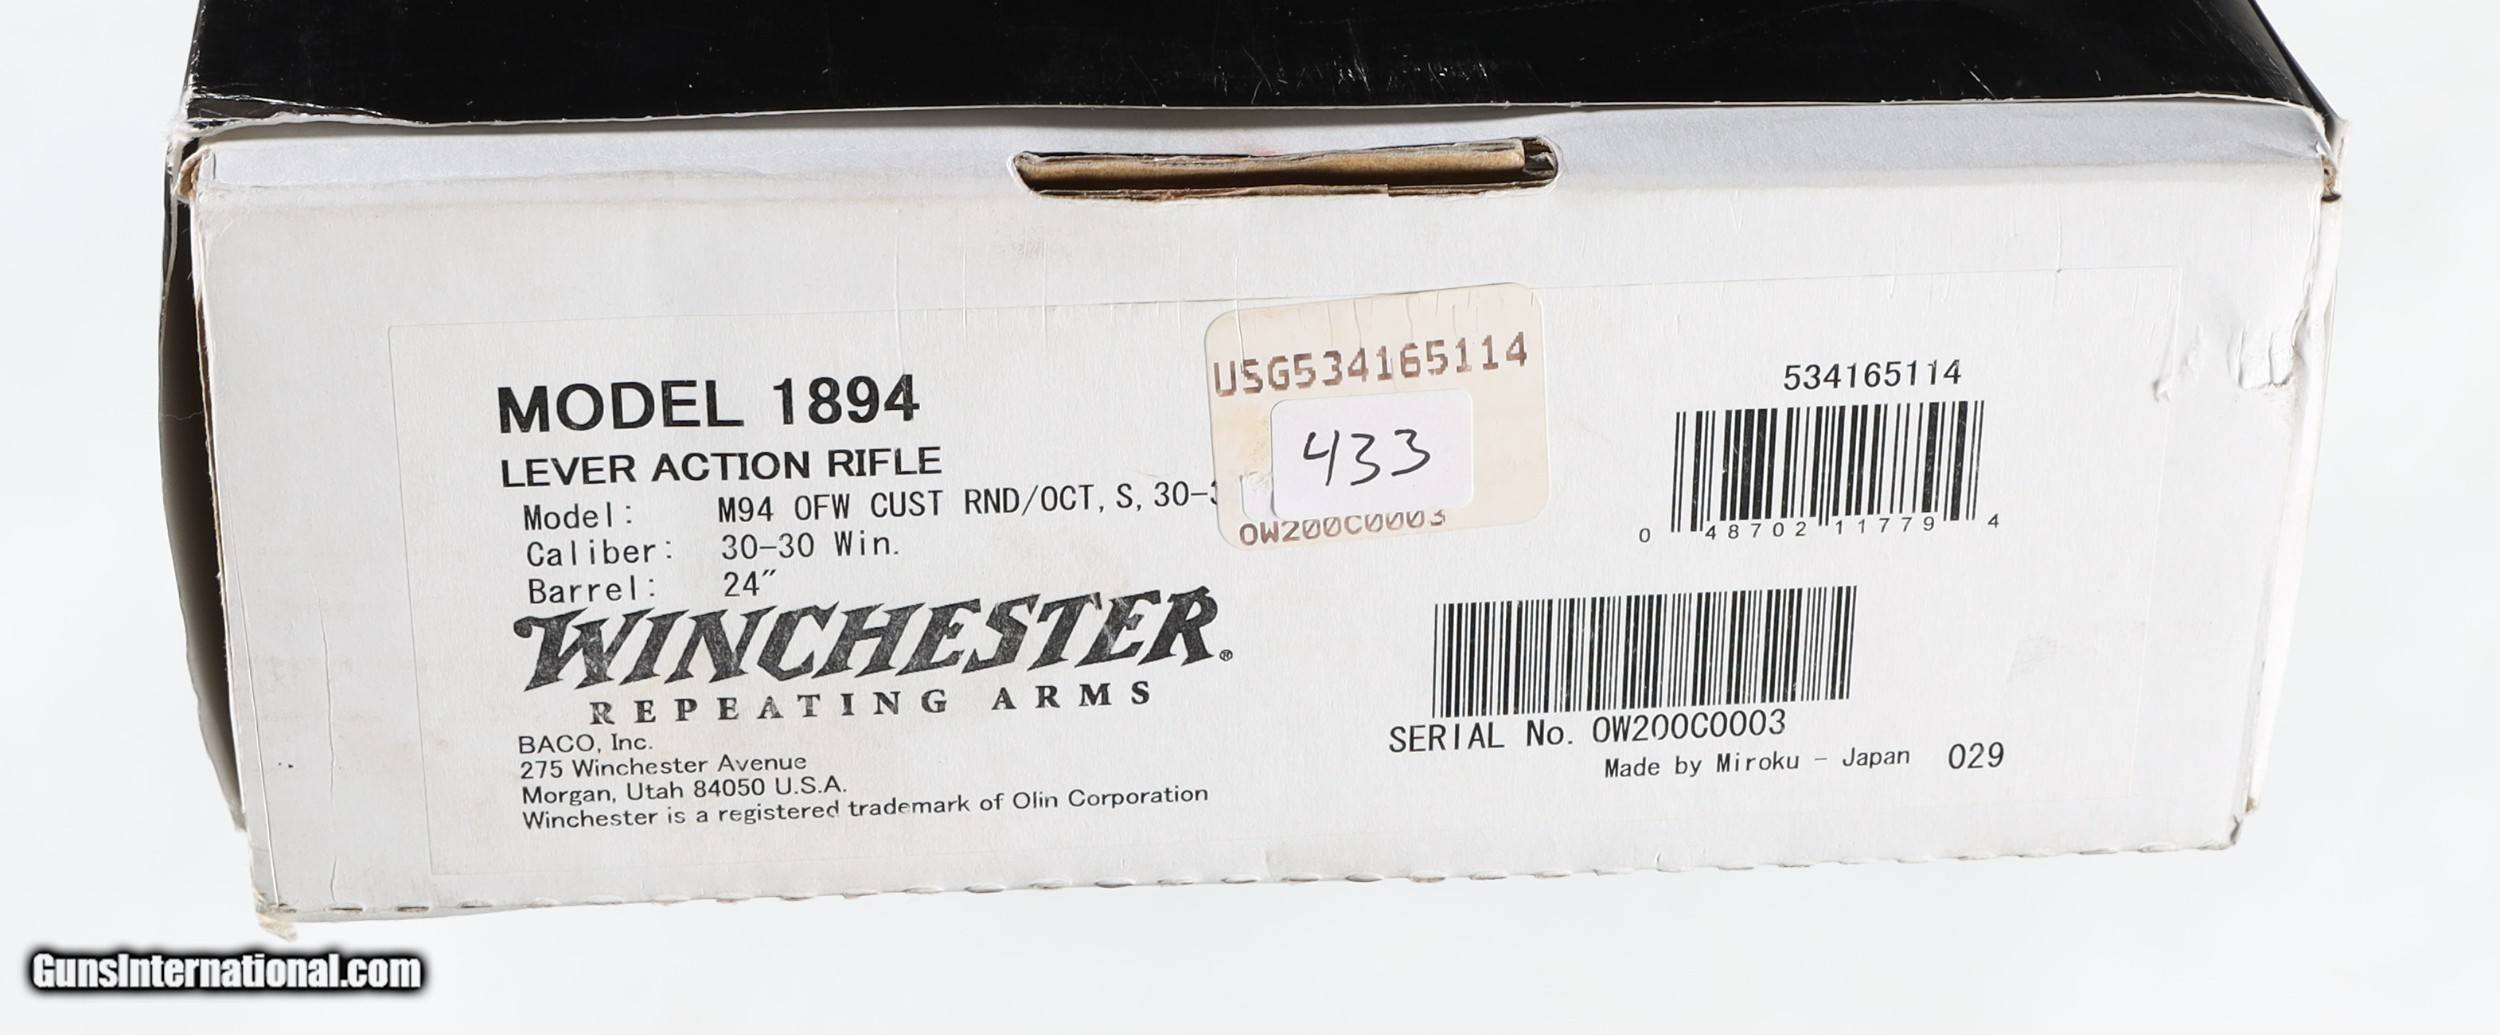 MODEL 1894
LEVER ACTION RIFLE
Model: M94 OFW CUST RND/OCT, S, 30-
Caliber: 30-30 Win.
Barrel: 24"
WINCHESTER®
REPEATING ARMS
BACO, Inc.
275 Winchester Avenue
Morgan, Utah 84050 U.S.A.
Winchester is a registered trademark of Olin Corporation
USG534165114
433
OW200C0003
534165114
0 48702 11779 4
SERIAL No. OW200C0003
Made by Miroku - Japan 029
GunsInternational.com